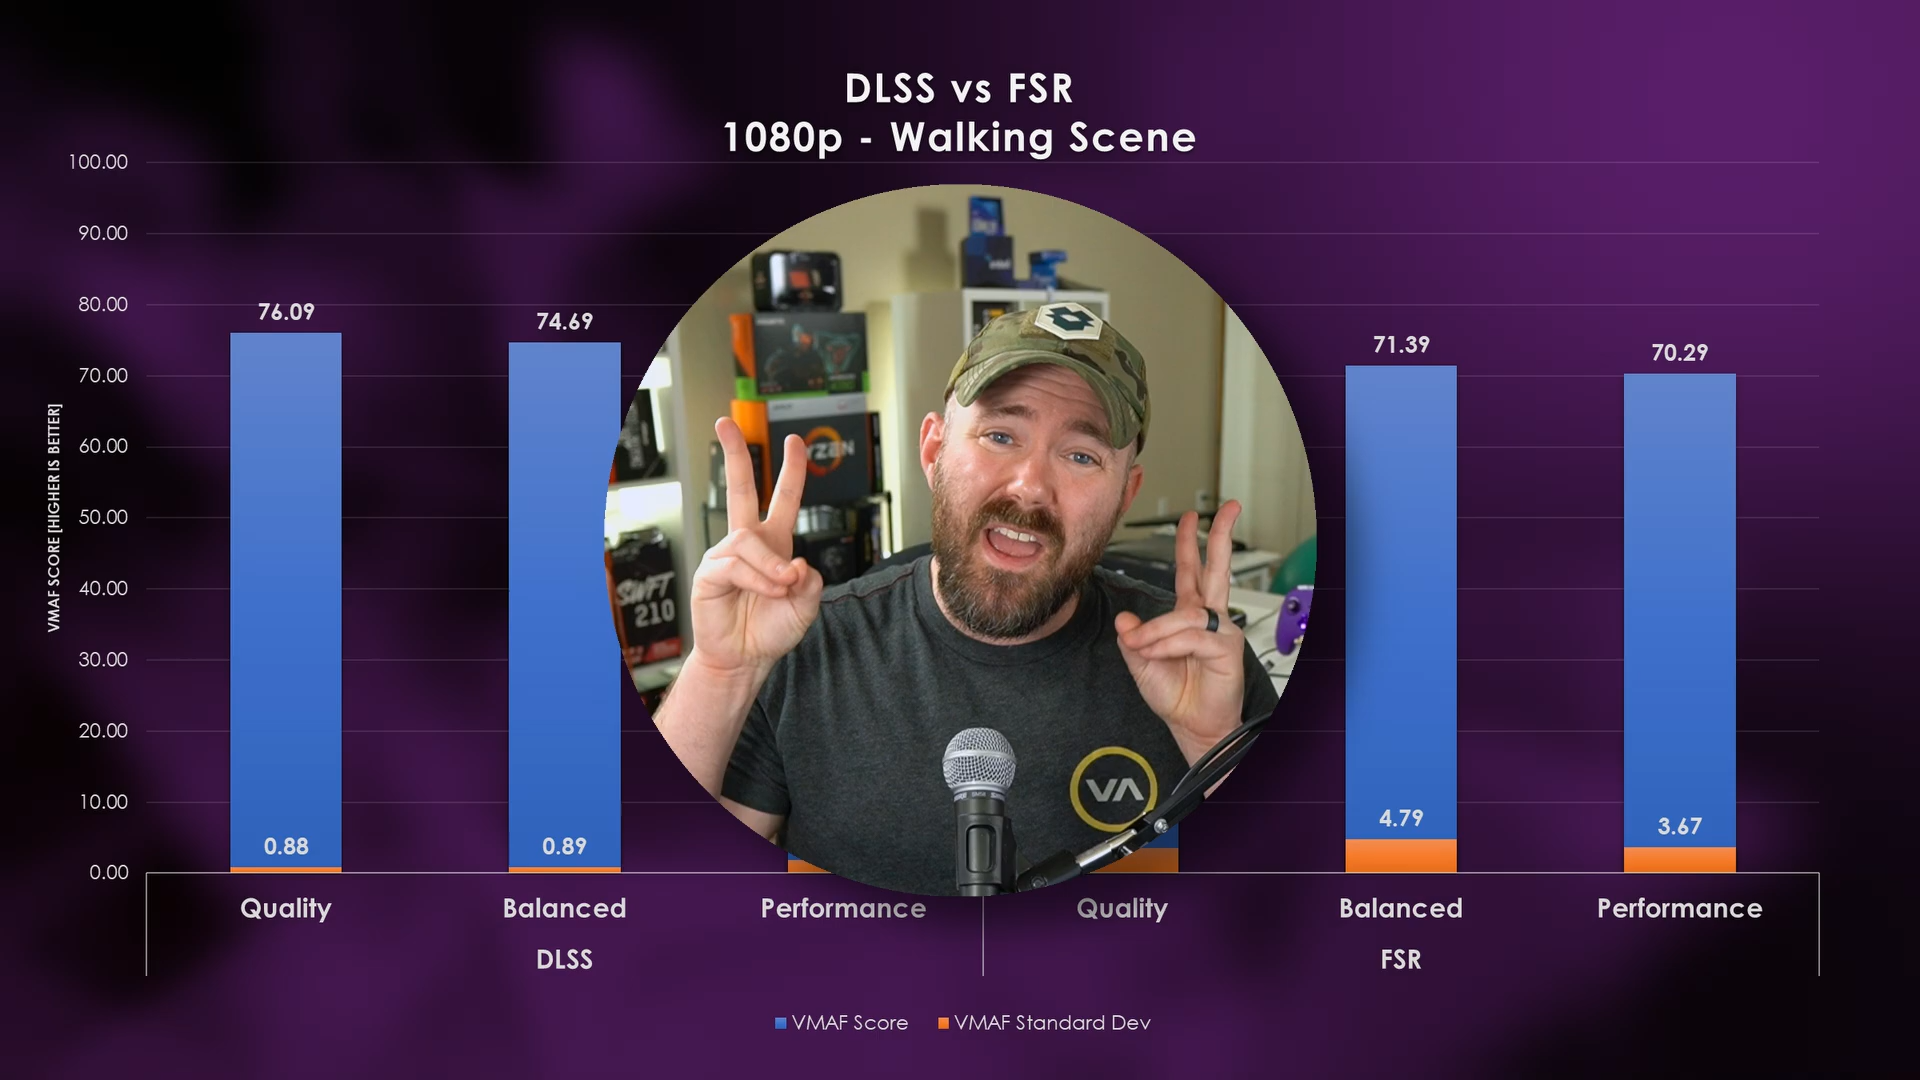 DLSS vs FSR
1080p - Walking Scene
VMAF SCORE [HIGHER IS BETTER]
100.00
90.00
80.00
70.00
60.00
50.00
40.00
30.00
20.00
10.00
0.00
76.09
74.69
71.39
70.29
0.88
0.89
4.79
3.67
SWIFT
210
VA
Quality
Balanced
Performance
Quality
Balanced
Performance
DLSS
FSR
VMAF Score
VMAF Standard Dev